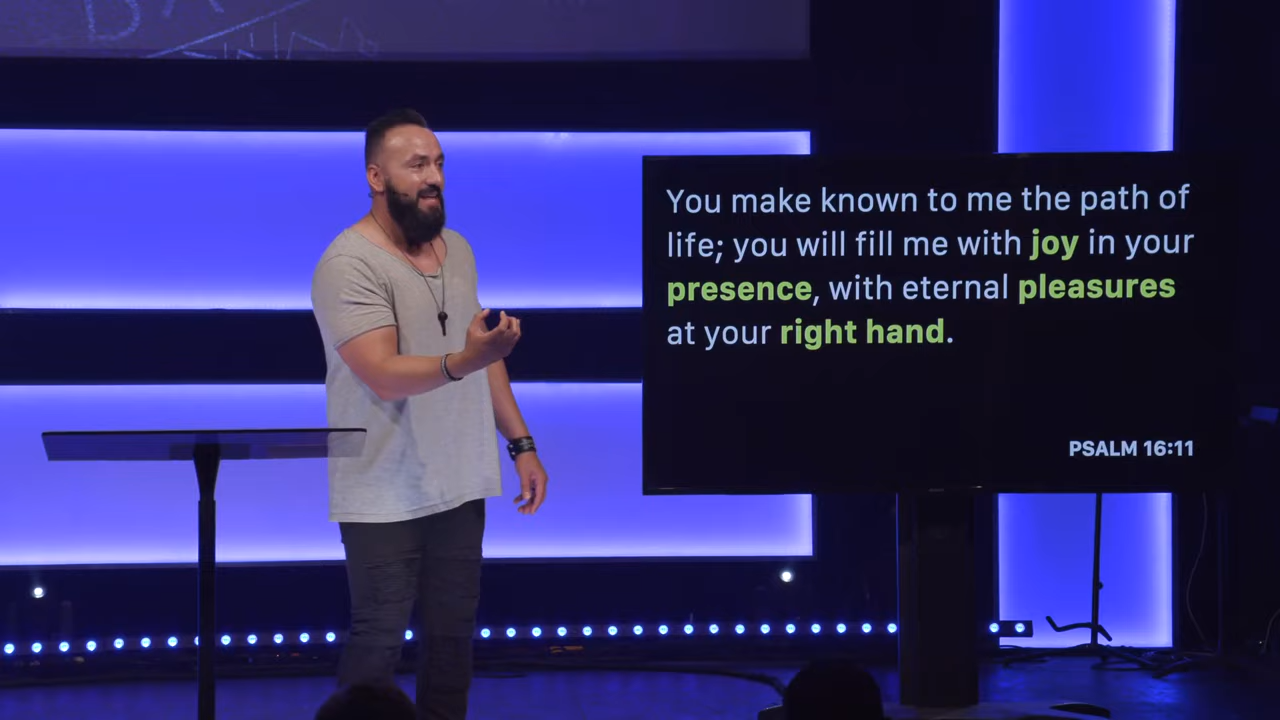 You make known to me the path of
life; you will fill me with joy in your
presence, with eternal pleasures
at your right hand.
PSALM 16:11